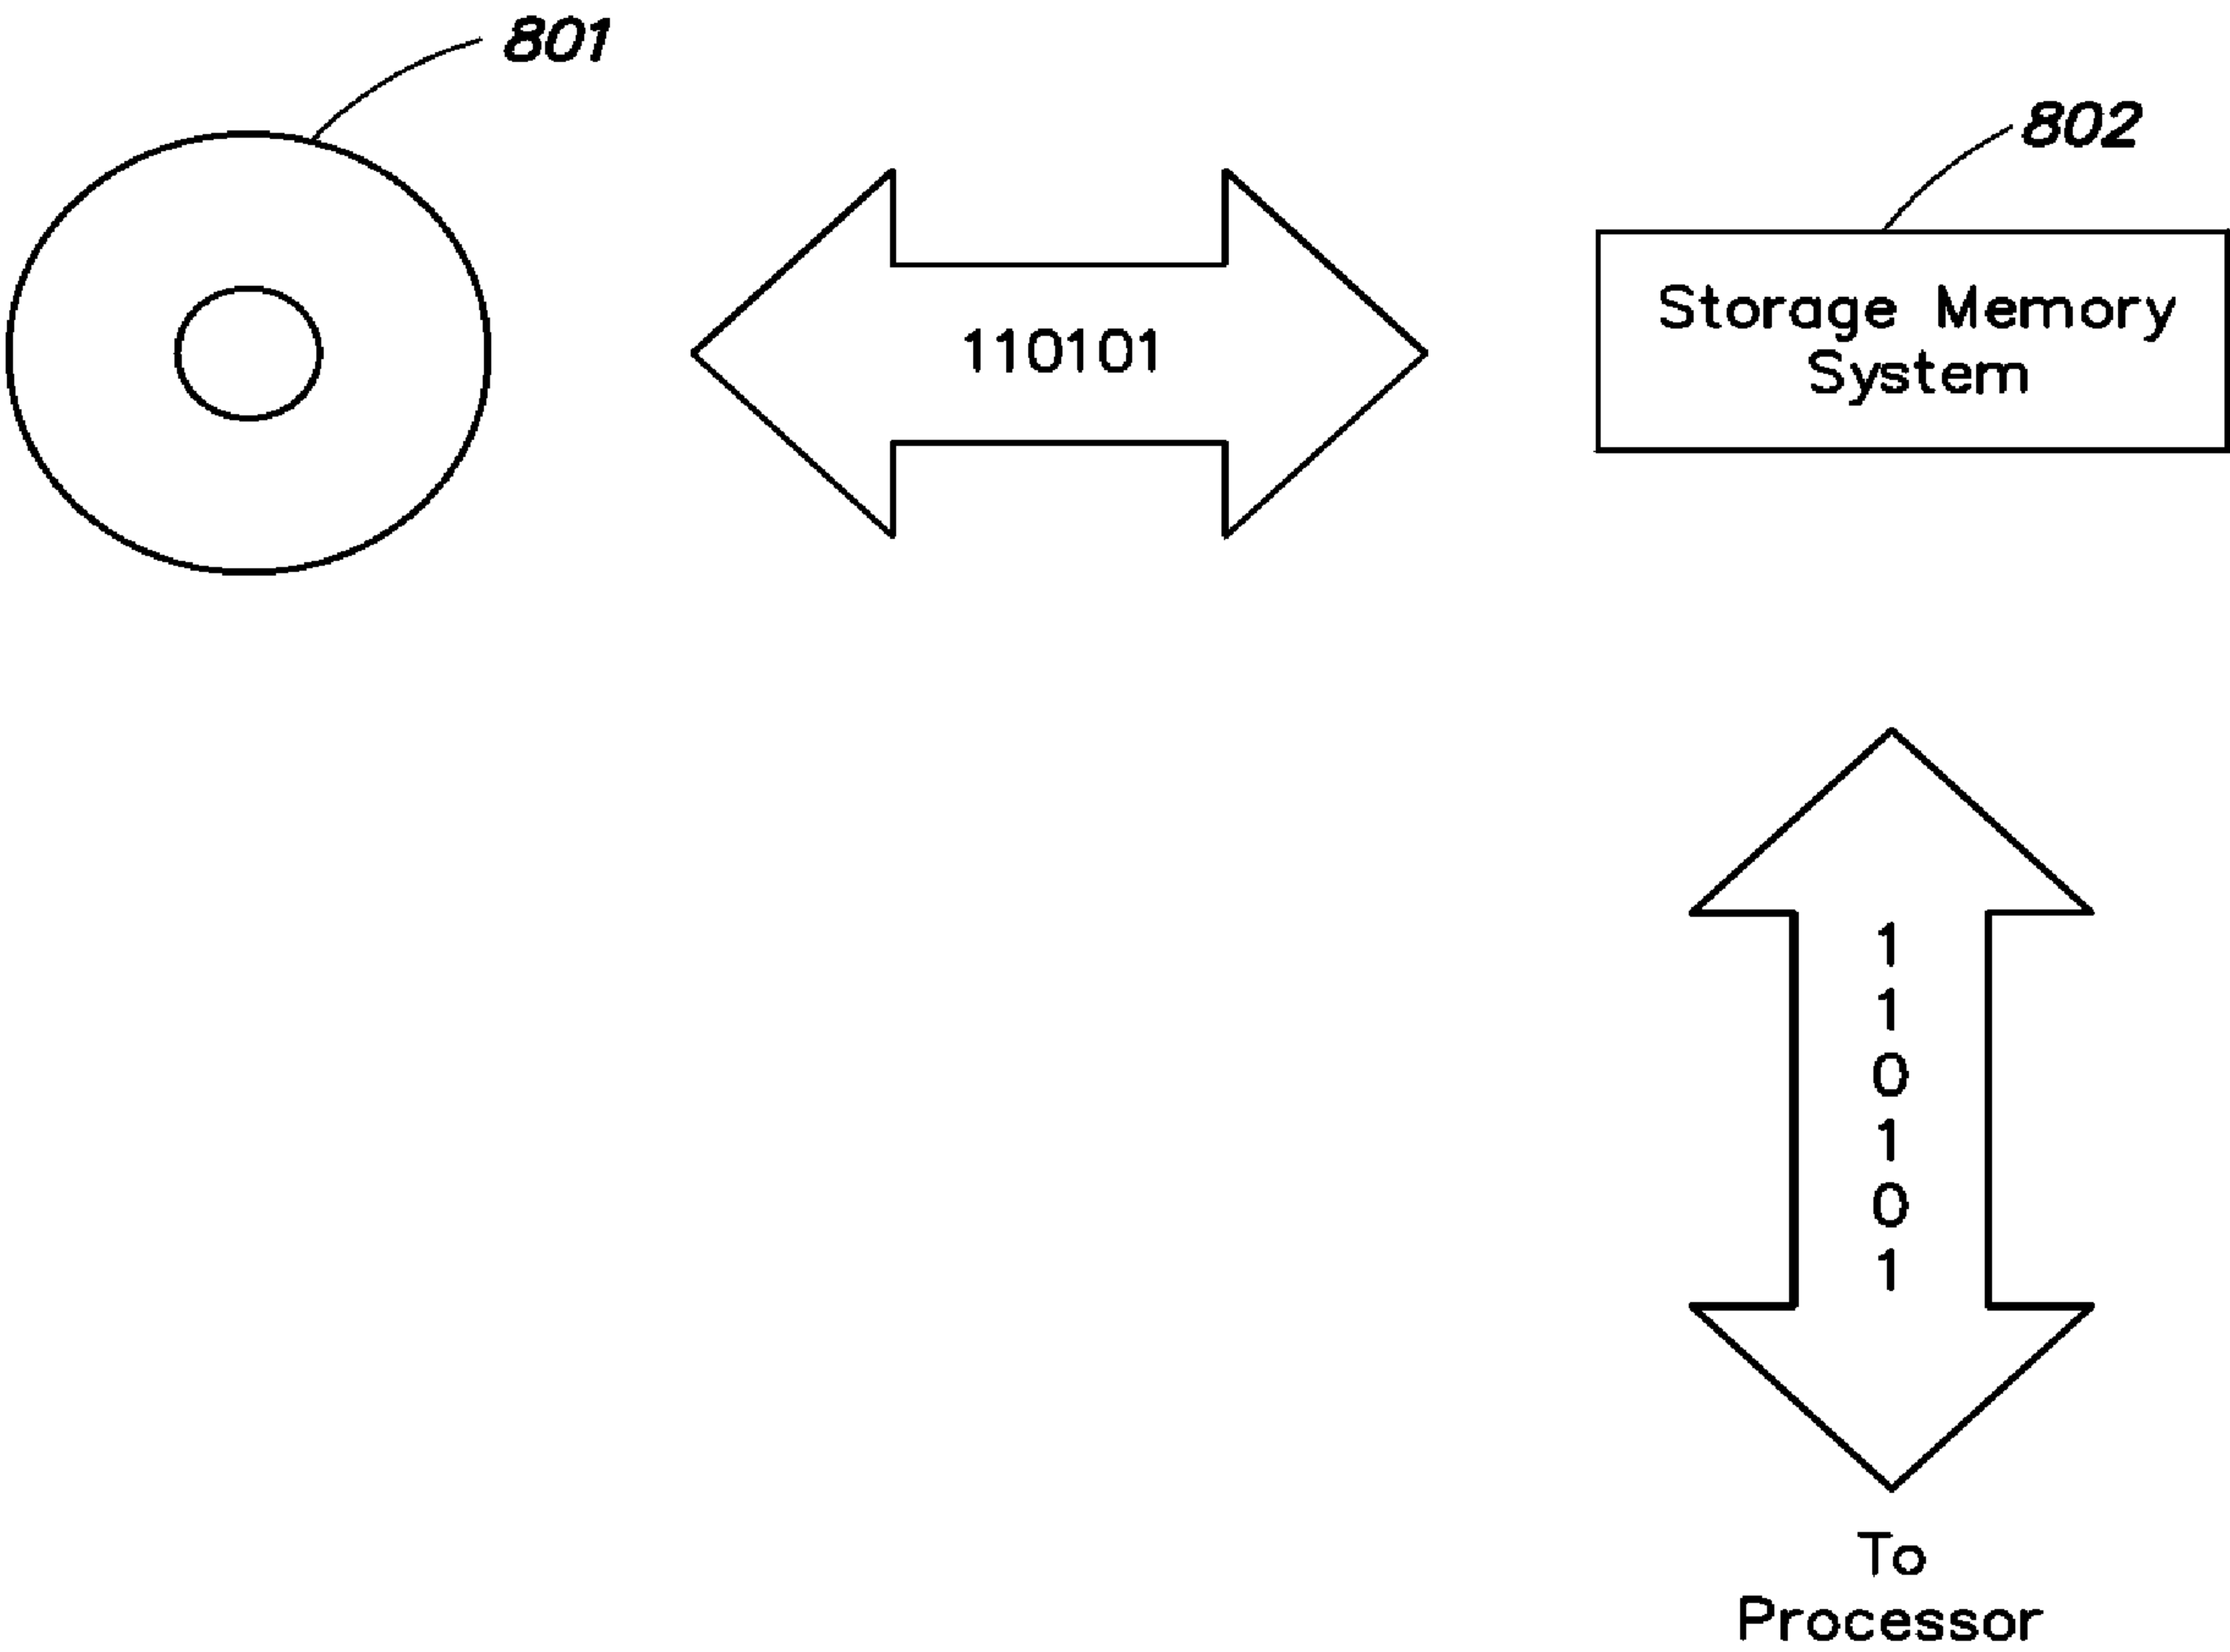 801
802
110101
Storage Memory
System
1
1
0
1
0
1
To
Processor